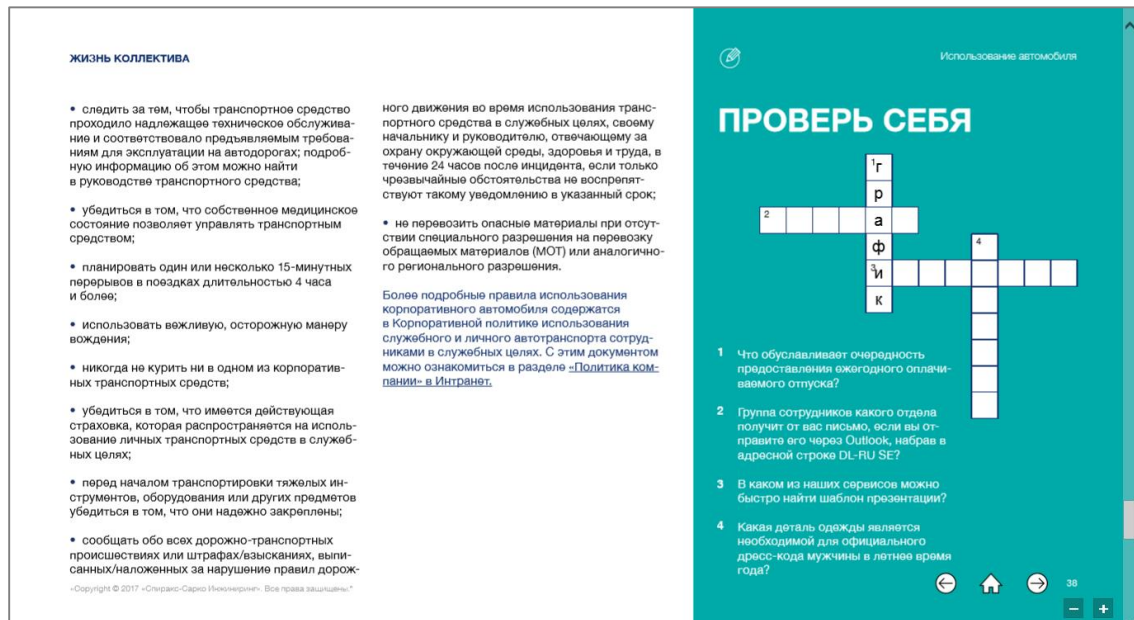 ЖИЗНЬ КОЛЛЕКТИВА
• следить за тем, чтобы транспортное средство
проходило надлежащее техническое обслужива-
ние и соответствовало предъявляемым требова-
ниям для эксплуатации на автодорогах; подроб-
ную информацию об этом можно найти
в руководстве транспортного средства;
• убедиться в том, что собственное медицинское
состояние позволяет управлять транспортным
средством;
• планировать один или несколько 15-минутных
перерывов в поездках длительностью 4 часа
и более;
• использовать вежливую, осторожную манеру
вождения;
• никогда не курить ни в одном из корпоратив-
ных транспортных средств;
• убедиться в том, что имеется действующая
страховка, которая распространяется на исполь-
зование личных транспортных средств в служеб-
ных целях;
• перед началом транспортировки тяжелых ин-
струментов, оборудования или других предметов
убедиться в том, что они надежно закреплены;
• сообщать обо всех дорожно-транспортных
происшествиях или штрафах/взысканиях, выпи-
санных/наложенных за нарушение правил дорож-
«Copyright © 2017 «Спиракс-Сарко Инжиниринг». Все права защищены."
ного движения во время использования транс-
портного средства в служебных целях, своему
начальнику и руководителю, отвечающему за
охрану окружающей среды, здоровья и труда, в
течение 24 часов после инцидента, если только
чрезвычайные обстоятельства не воспрепят-
ствуют такому уведомлению в указанный срок;
• не перевозить опасные материалы при отсут-
ствии специального разрешения на перевозку
обращаемых материалов (МОТ) или аналогично-
го регионального разрешения.
Более подробные правила использования
корпоративного автомобиля содержатся
в Корпоративной политике использования
служебного и личного автотранспорта сотруд-
никами в служебных целях. С этим документом
можно ознакомиться в разделе «Политика ком-
пании» в Интранет.
Использование автомобиля
ПРОВЕРЬ СЕБЯ
1 г
р
2 а
ф
4
3 и
к
1 Что обуславливает очередность
предоставления ежегодного оплачи-
ваемого отпуска?
2 Группа сотрудников какого отдела
получит от вас письмо, если вы от-
правите его через Outlook, набрав в
адресной строке DL-RU SE?
3 В каком из наших сервисов можно
быстро найти шаблон презентации?
4 Какая деталь одежды является
необходимой для официального
дресс-кода мужчины в летнее время
года?
38